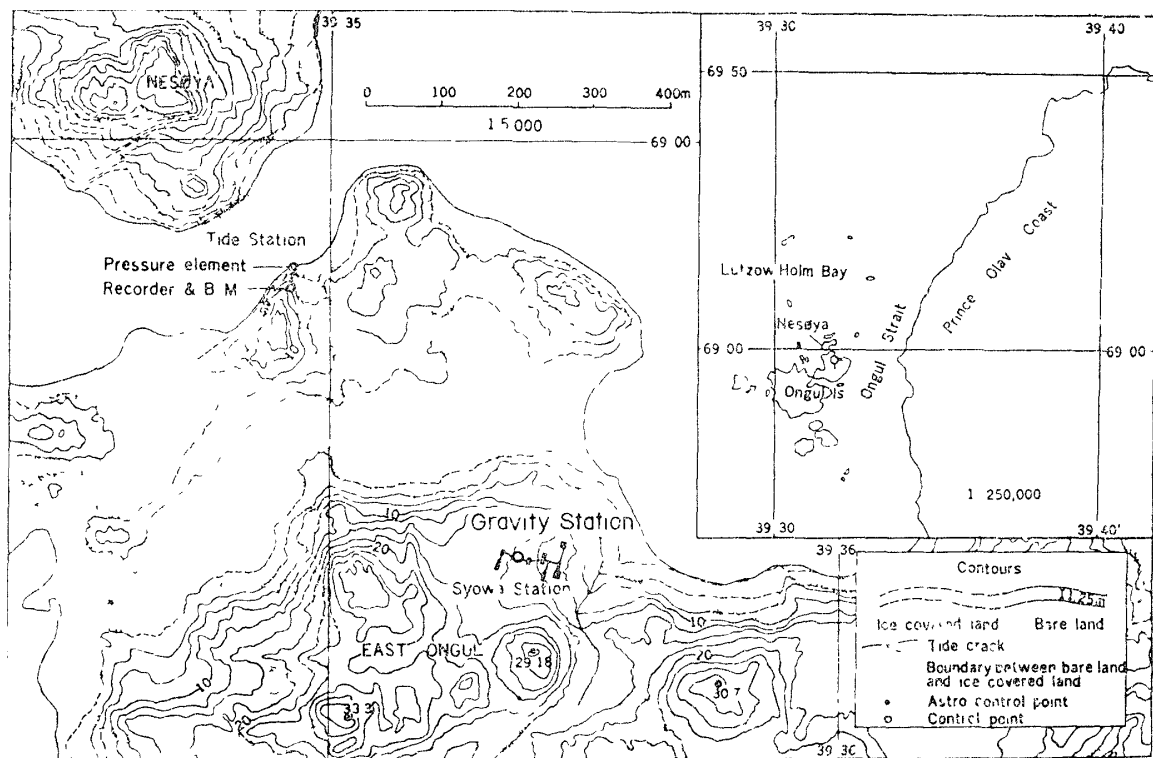 39 35
NESØYA
0 200 300 400m
1 5 000
69 00
Tide Station
Pressure element
Recorder & B M
10
20
Gravity Station
Syowa Station
EAST ONGUL
29 18
10
20
33 3
10
20
30 7
39 36
39 30
39 40
69 50
Lutzow Holm Bay
Nesøya
Ongul Strait
Prince Olav Coast
69 00
69 00
1 250,000
39 30
39 40'
39 36
Contours
Ice covered land Bare land
Tide crack
Boundary between bare land
and ice covered land
Astro control point
Control point